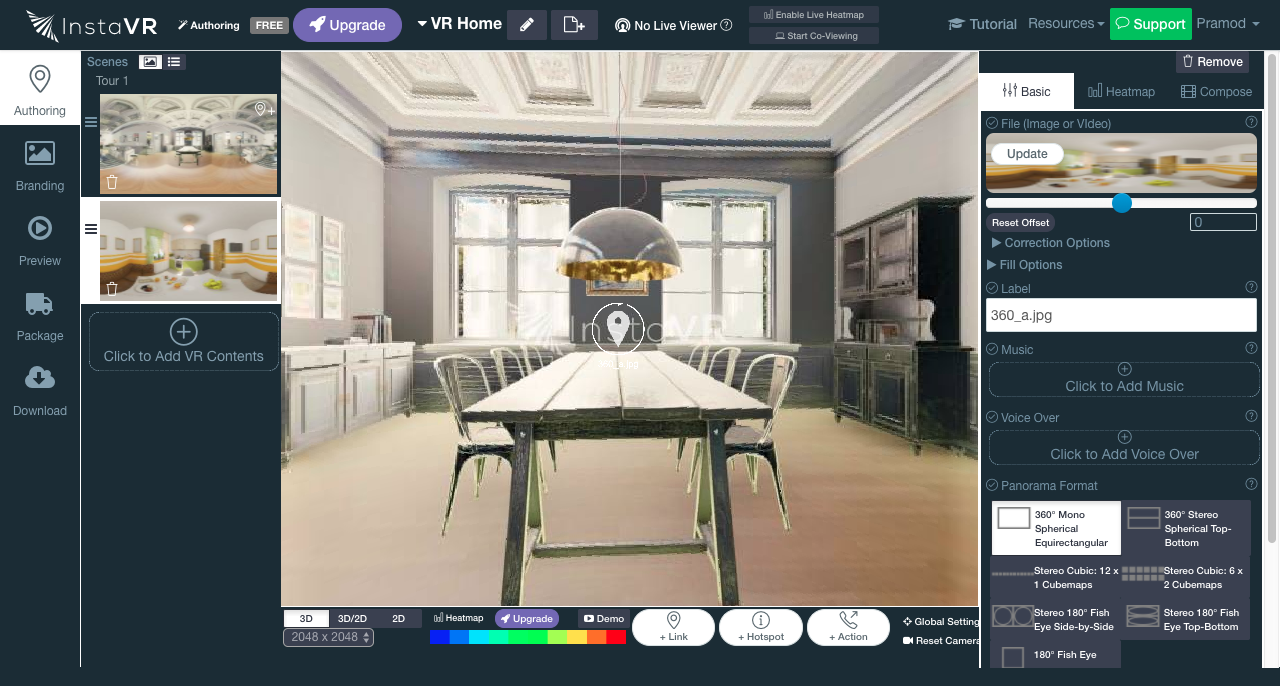 InstaVR
Authoring
FREE
Upgrade
VR Home
No Live Viewer
Enable Live Heatmap
Start Co-Viewing
Tutorial
Resources
Support
Pramod
Authoring
Branding
Preview
Package
Download
Scenes
Tour 1
Click to Add VR Contents
InstaVR
3D
3D/2D
2D
2048 x 2048
Heatmap
Upgrade
Demo
+ Link
+ Hotspot
+ Action
Global Setting
Reset Camera
Remove
Basic
Heatmap
Compose
File (Image or VIdeo)
Update
Reset Offset
0
Correction Options
Fill Options
Label
360_a.jpg
Music
Click to Add Music
Voice Over
Click to Add Voice Over
Panorama Format
360° Mono
Spherical
Equirectangular
360° Stereo
Spherical Top-
Bottom
Stereo Cubic: 12 x
1 Cubemaps
Stereo Cubic: 6 x
2 Cubemaps
Stereo 180° Fish
Eye Side-by-Side
Stereo 180° Fish
Eye Top-Bottom
180° Fish Eye